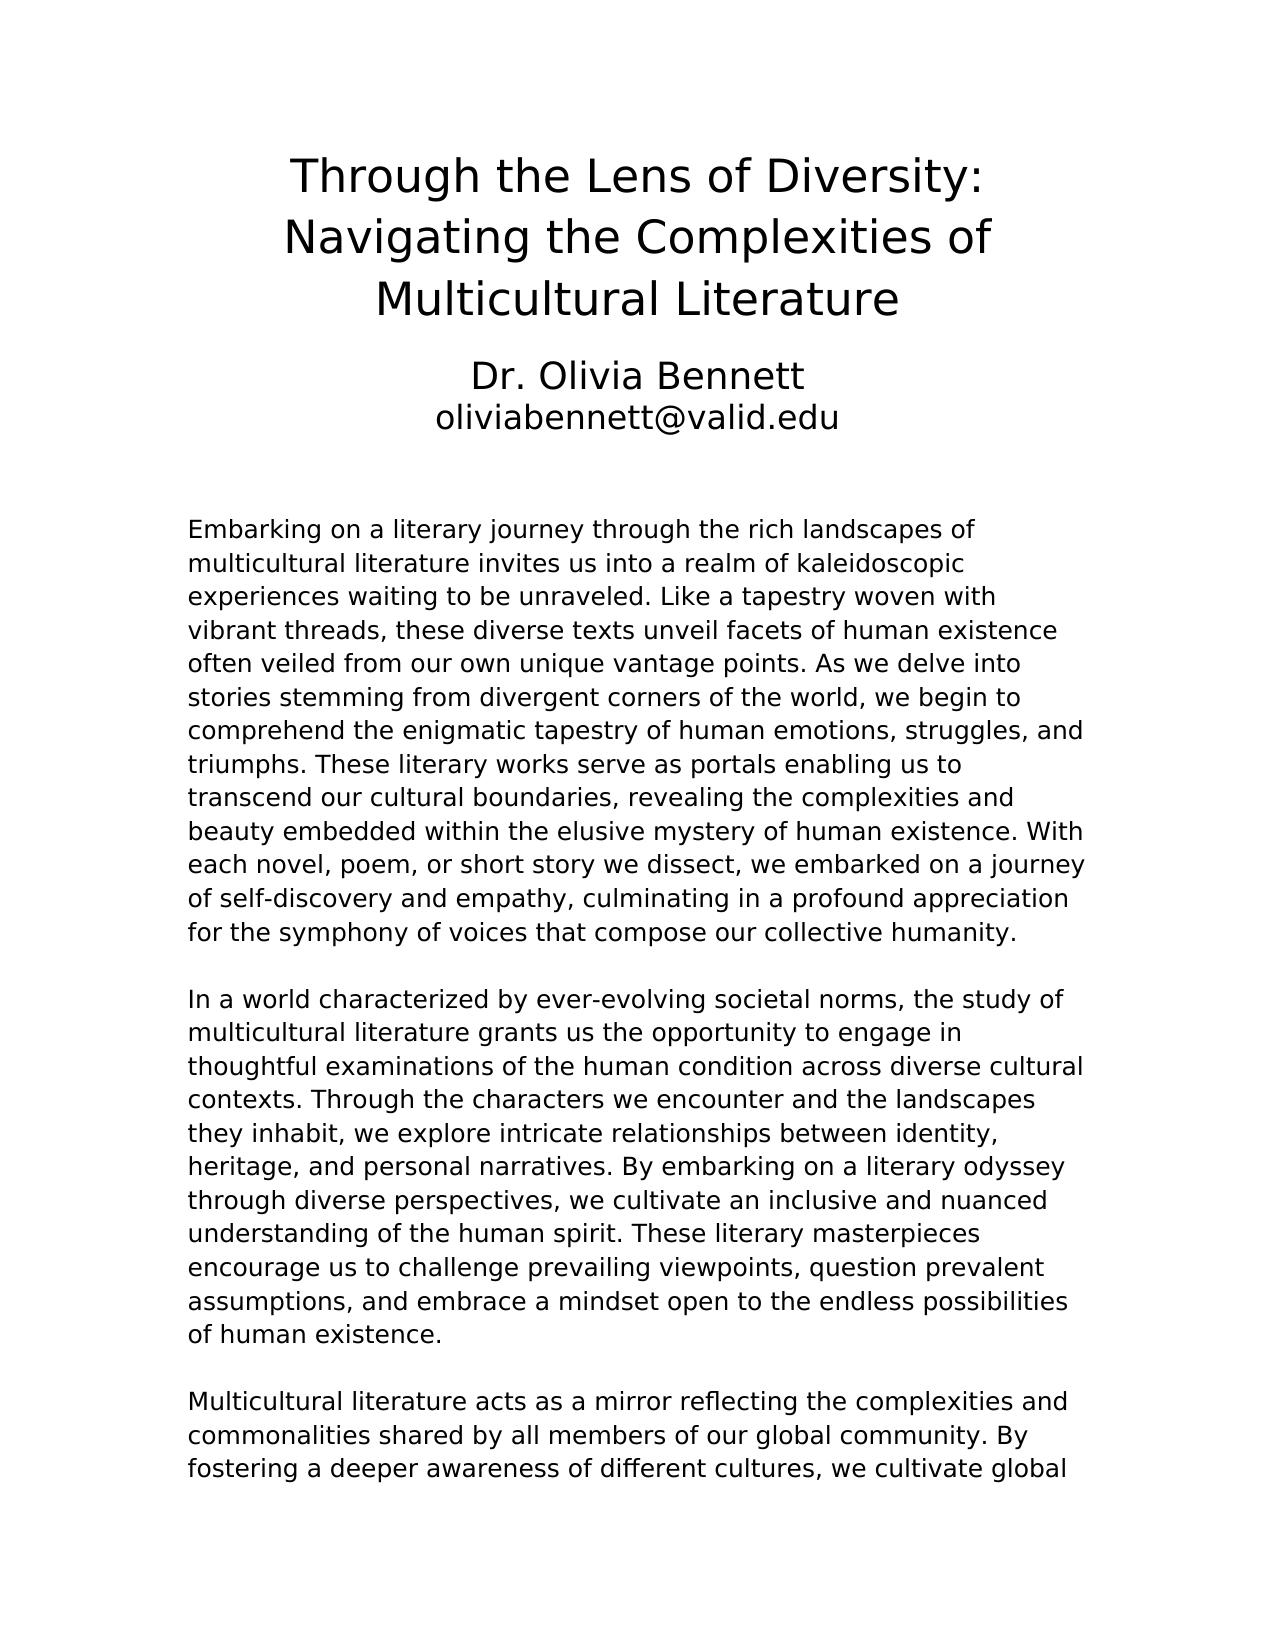 Through the Lens of Diversity:
Navigating the Complexities of
Multicultural Literature
Dr. Olivia Bennett
oliviabennett@valid.edu
Embarking on a literary journey through the rich landscapes of
multicultural literature invites us into a realm of kaleidoscopic
experiences waiting to be unraveled. Like a tapestry woven with
vibrant threads, these diverse texts unveil facets of human existence
often veiled from our own unique vantage points. As we delve into
stories stemming from divergent corners of the world, we begin to
comprehend the enigmatic tapestry of human emotions, struggles, and
triumphs. These literary works serve as portals enabling us to
transcend our cultural boundaries, revealing the complexities and
beauty embedded within the elusive mystery of human existence. With
each novel, poem, or short story we dissect, we embarked on a journey
of self-discovery and empathy, culminating in a profound appreciation
for the symphony of voices that compose our collective humanity.
In a world characterized by ever-evolving societal norms, the study of
multicultural literature grants us the opportunity to engage in
thoughtful examinations of the human condition across diverse cultural
contexts. Through the characters we encounter and the landscapes
they inhabit, we explore intricate relationships between identity,
heritage, and personal narratives. By embarking on a literary odyssey
through diverse perspectives, we cultivate an inclusive and nuanced
understanding of the human spirit. These literary masterpieces
encourage us to challenge prevailing viewpoints, question prevalent
assumptions, and embrace a mindset open to the endless possibilities
of human existence.
Multicultural literature acts as a mirror reflecting the complexities and
commonalities shared by all members of our global community. By
fostering a deeper awareness of different cultures, we cultivate global